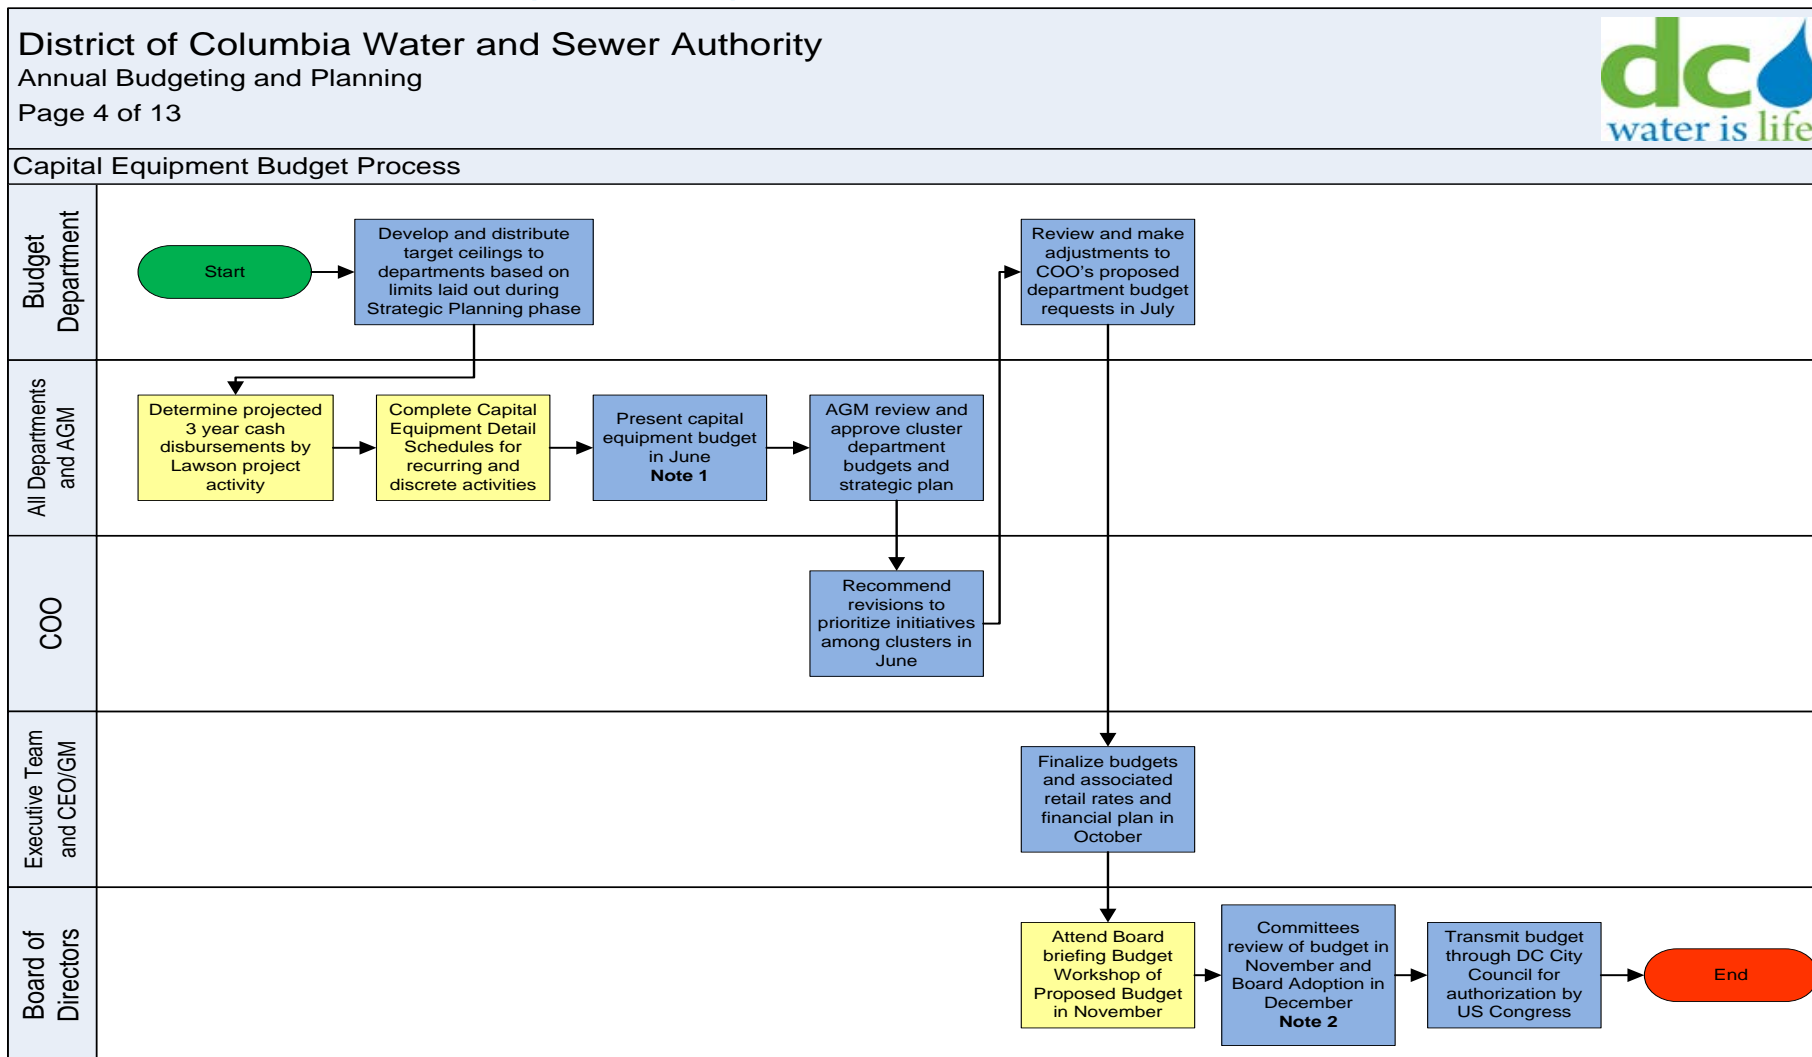 District of Columbia Water and Sewer Authority
Annual Budgeting and Planning
Page 4 of 13
dc
water is life
Capital Equipment Budget Process
Budget
Department
Start
Develop and distribute
target ceilings to
departments based on
limits laid out during
Strategic Planning phase
Review and make
adjustments to
COO's proposed
department budget
requests in July
All Departments
and AGM
Determine projected
3 year cash
disbursements by
Lawson project
activity
Complete Capital
Equipment Detail
Schedules for
recurring and
discrete activities
Present capital
equipment budget
in June
Note 1
AGM review and
approve cluster
department
budgets and
strategic plan
COO
Recommend
revisions to
prioritize initiatives
among clusters in
June
Executive Team
and CEO/GM
Finalize budgets
and associated
retail rates and
financial plan in
October
Board of
Directors
Attend Board
briefing Budget
Workshop of
Proposed Budget
in November
Committees
review of budget in
November and
Board Adoption in
December
Note 2
Transmit budget
through DC City
Council for
authorization by
US Congress
End